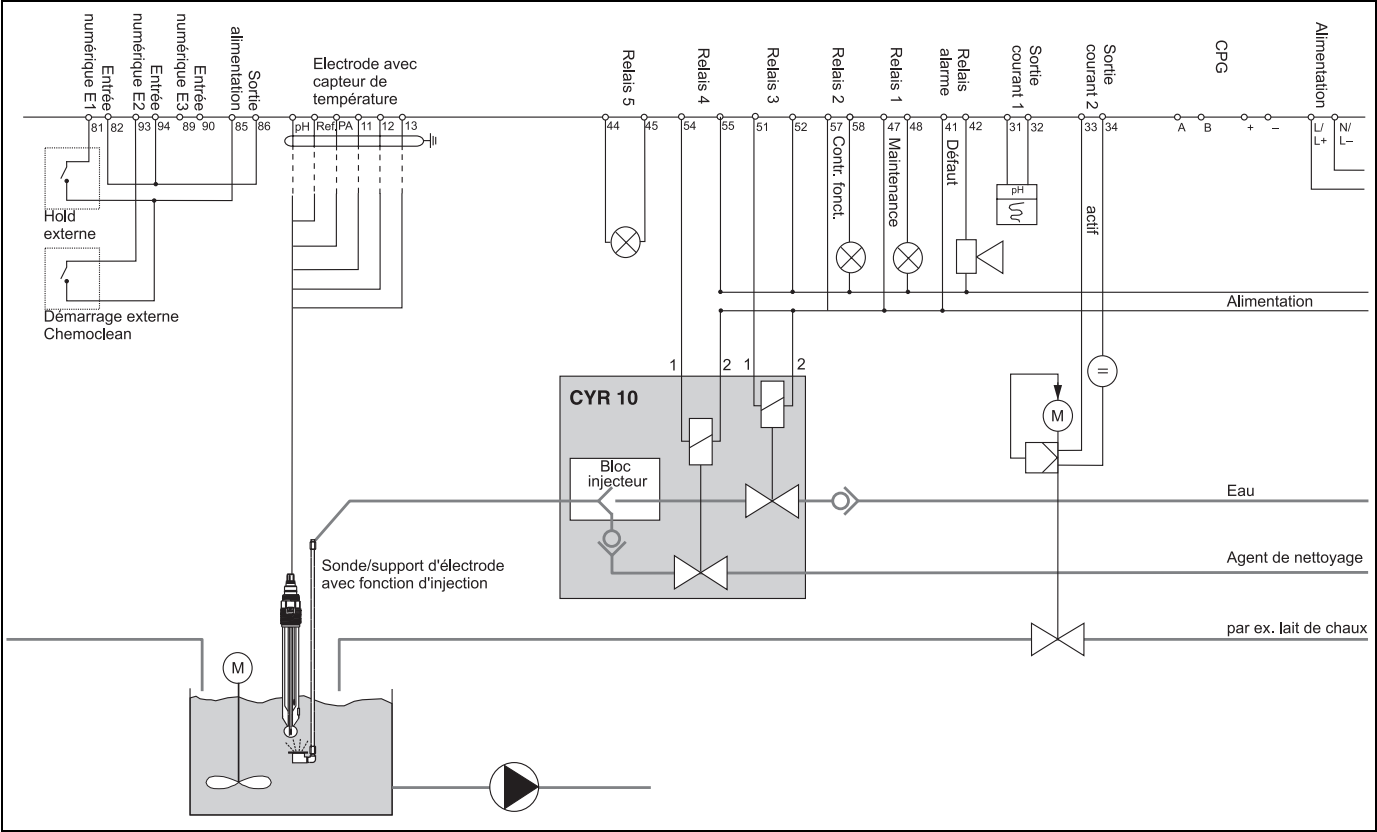 Entrée
numérique E1
Entrée
numérique E2
Entrée
numérique E3
Sortie
alimentation
Electrode avec
capteur de
température
Relais 5
Relais 4
Relais 3
Relais 2
Relais 1
Relais
alarme
Sortie
courant 1
Sortie
courant 2
CPG
Alimentation
81 82 93 94 89 90 85 86 pH Ref. PA 11 12 13 44 45 54 55 51 52 57 58 47 48 41 42 31 32 33 34 A B + – L/ L+ N/ L–
Contr. fonct.
Maintenance
Défaut
pH
actif
Hold
externe
Démarrage externe
Chemoclean
Alimentation
1 2 1 2
CYR 10
=
M
Bloc
injecteur
Eau
Agent de nettoyage
Sonde/support d'électrode
avec fonction d'injection
par ex. lait de chaux
M